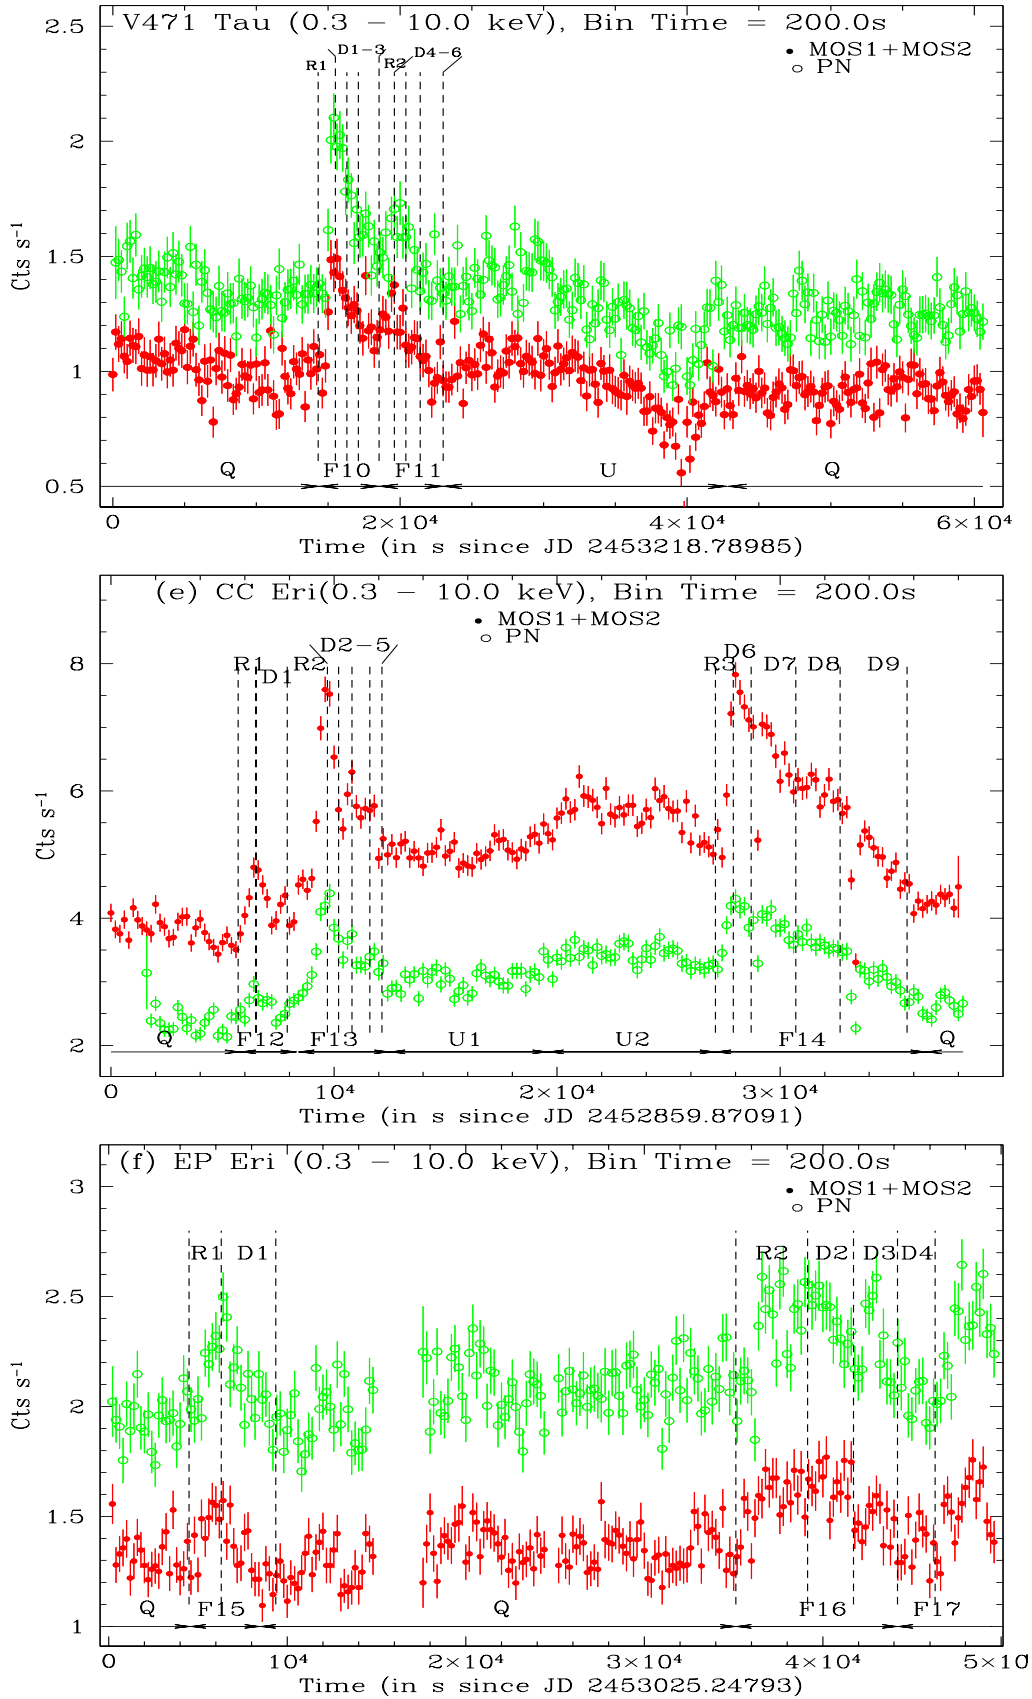 V471 Tau (0.3 − 10.0 keV), Bin Time = 200.0s
MOS1+MOS2
PN
D1−3
D4−6
R1
R2
2.5
2
1.5
1
0.5
Cts s⁻¹
Q
F10
F11
U
Q
0
2×10⁴
4×10⁴
6×10⁴
Time (in s since JD 2453218.78985)
(e) CC Eri(0.3 − 10.0 keV), Bin Time = 200.0s
MOS1+MOS2
PN
D2−5
R1
D1
R2
R3
D6
D7
D8
D9
8
6
4
2
Cts s⁻¹
Q
F12
F13
U1
U2
F14
Q
0
10⁴
2×10⁴
3×10⁴
Time (in s since JD 2452859.87091)
(f) EP Eri (0.3 − 10.0 keV), Bin Time = 200.0s
MOS1+MOS2
PN
R1
D1
R2
D2
D3
D4
3
2.5
2
1.5
1
Cts s⁻¹
Q
F15
Q
F16
F17
0
10⁴
2×10⁴
3×10⁴
4×10⁴
5×10
Time (in s since JD 2453025.24793)